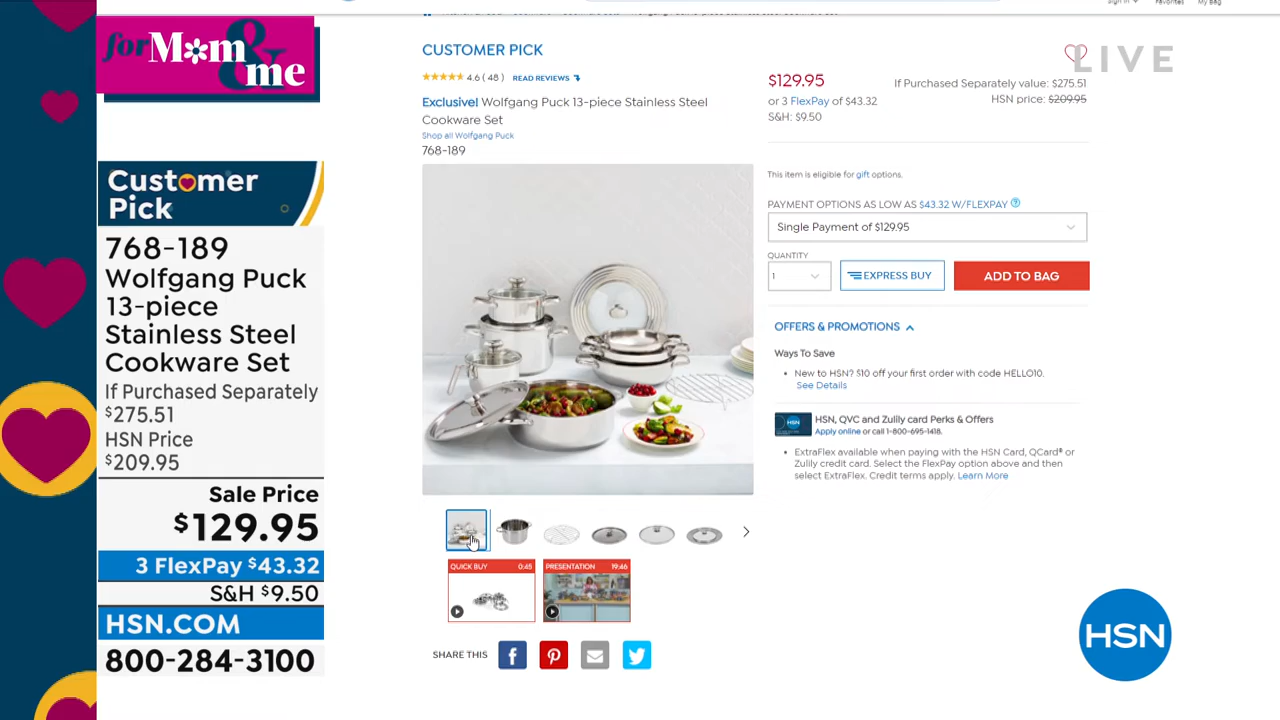 for Mom
& me
Customer
Pick
768-189
Wolfgang Puck
13-piece
Stainless Steel
Cookware Set
If Purchased Separately
$275.51
HSN Price
$209.95
Sale Price
$129.95
3 FlexPay $43.32
S&H $9.50
HSN.COM
800-284-3100
Sign In
Favorites
My Bag
CUSTOMER PICK
4.6 ( 48 ) READ REVIEWS
Exclusive! Wolfgang Puck 13-piece Stainless Steel
Cookware Set
Shop all Wolfgang Puck
768-189
QUICK BUY 0:45
PRESENTATION 19:46
SHARE THIS
LIVE
$129.95
or 3 FlexPay of $43.32
S&H: $9.50
If Purchased Separately value: $275.51
HSN price: $209.95
This item is eligible for gift options.
PAYMENT OPTIONS AS LOW AS $43.32 W/FLEXPAY
Single Payment of $129.95
QUANTITY
1
EXPRESS BUY
ADD TO BAG
OFFERS & PROMOTIONS
Ways To Save
• New to HSN? $10 off your first order with code HELLO10.
See Details
HSN, QVC and Zulily card Perks & Offers
Apply online or call 1-800-695-1418.
• ExtraFlex available when paying with the HSN Card, QCard® or
Zulily credit card. Select the FlexPay option above and then
select ExtraFlex. Credit terms apply. Learn More
HSN